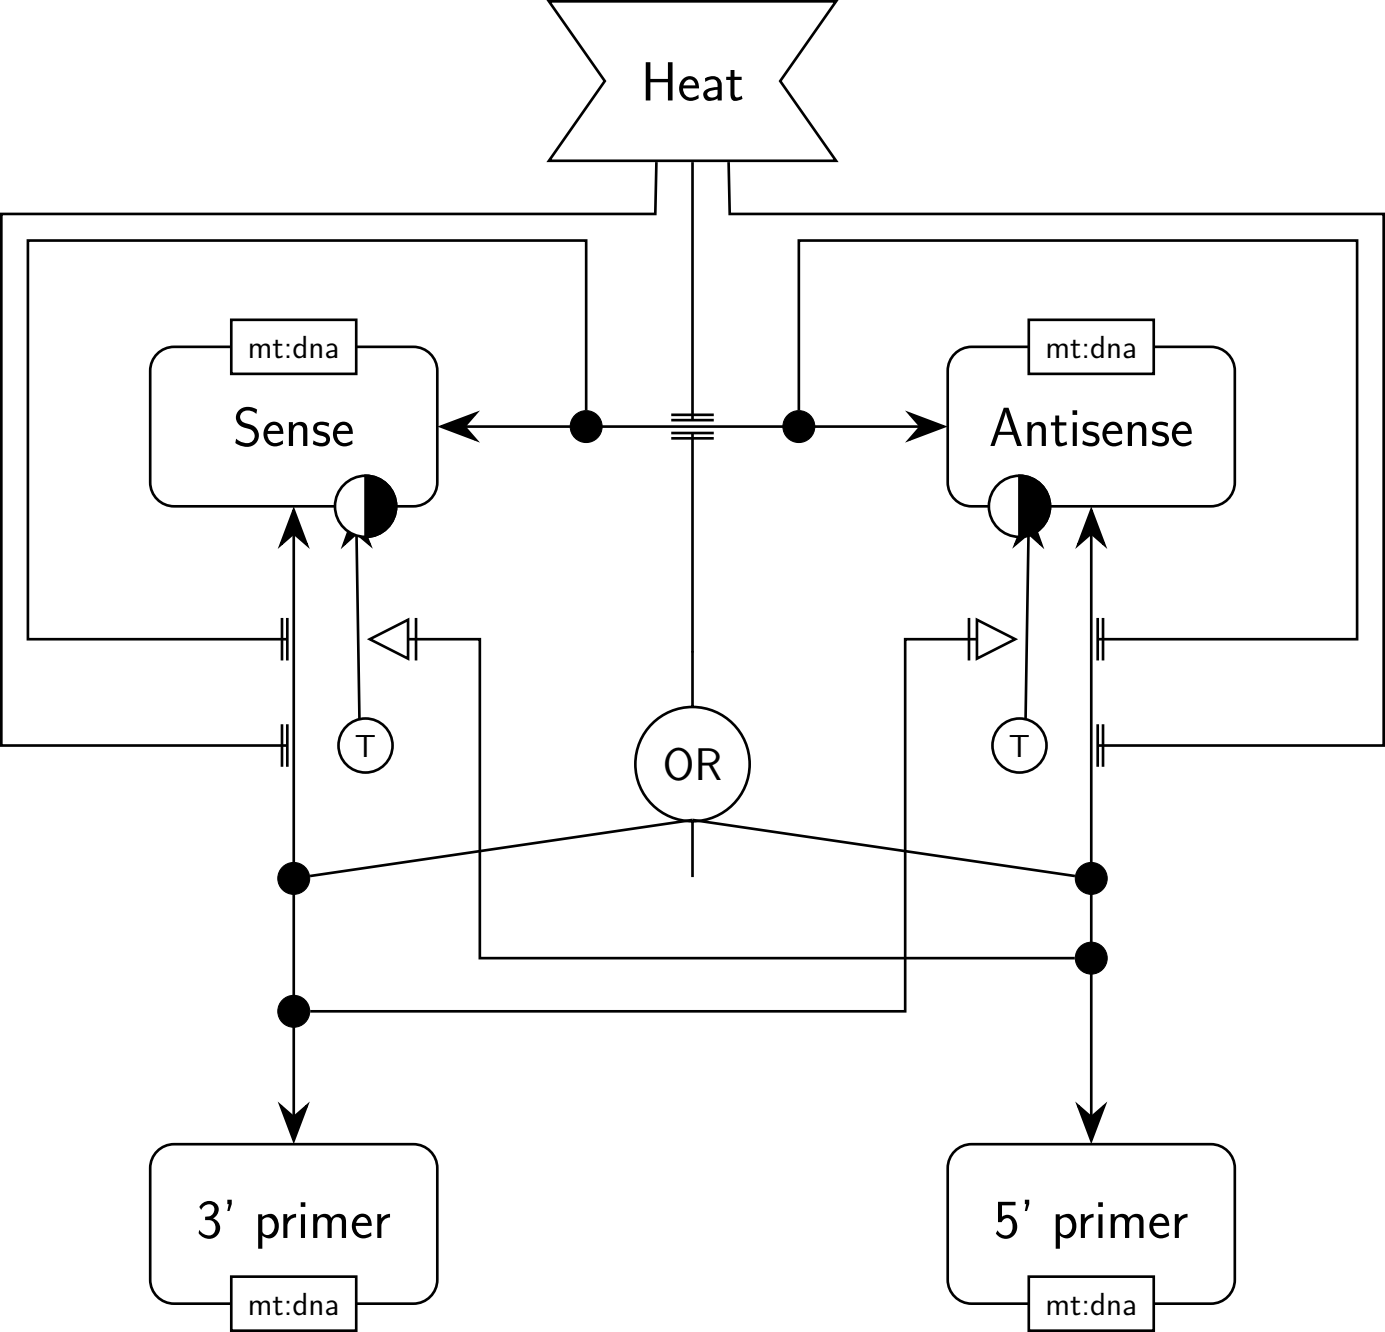 Heat
mt:dna
mt:dna
Sense
Antisense
T
T
OR
3' primer
5' primer
mt:dna
mt:dna